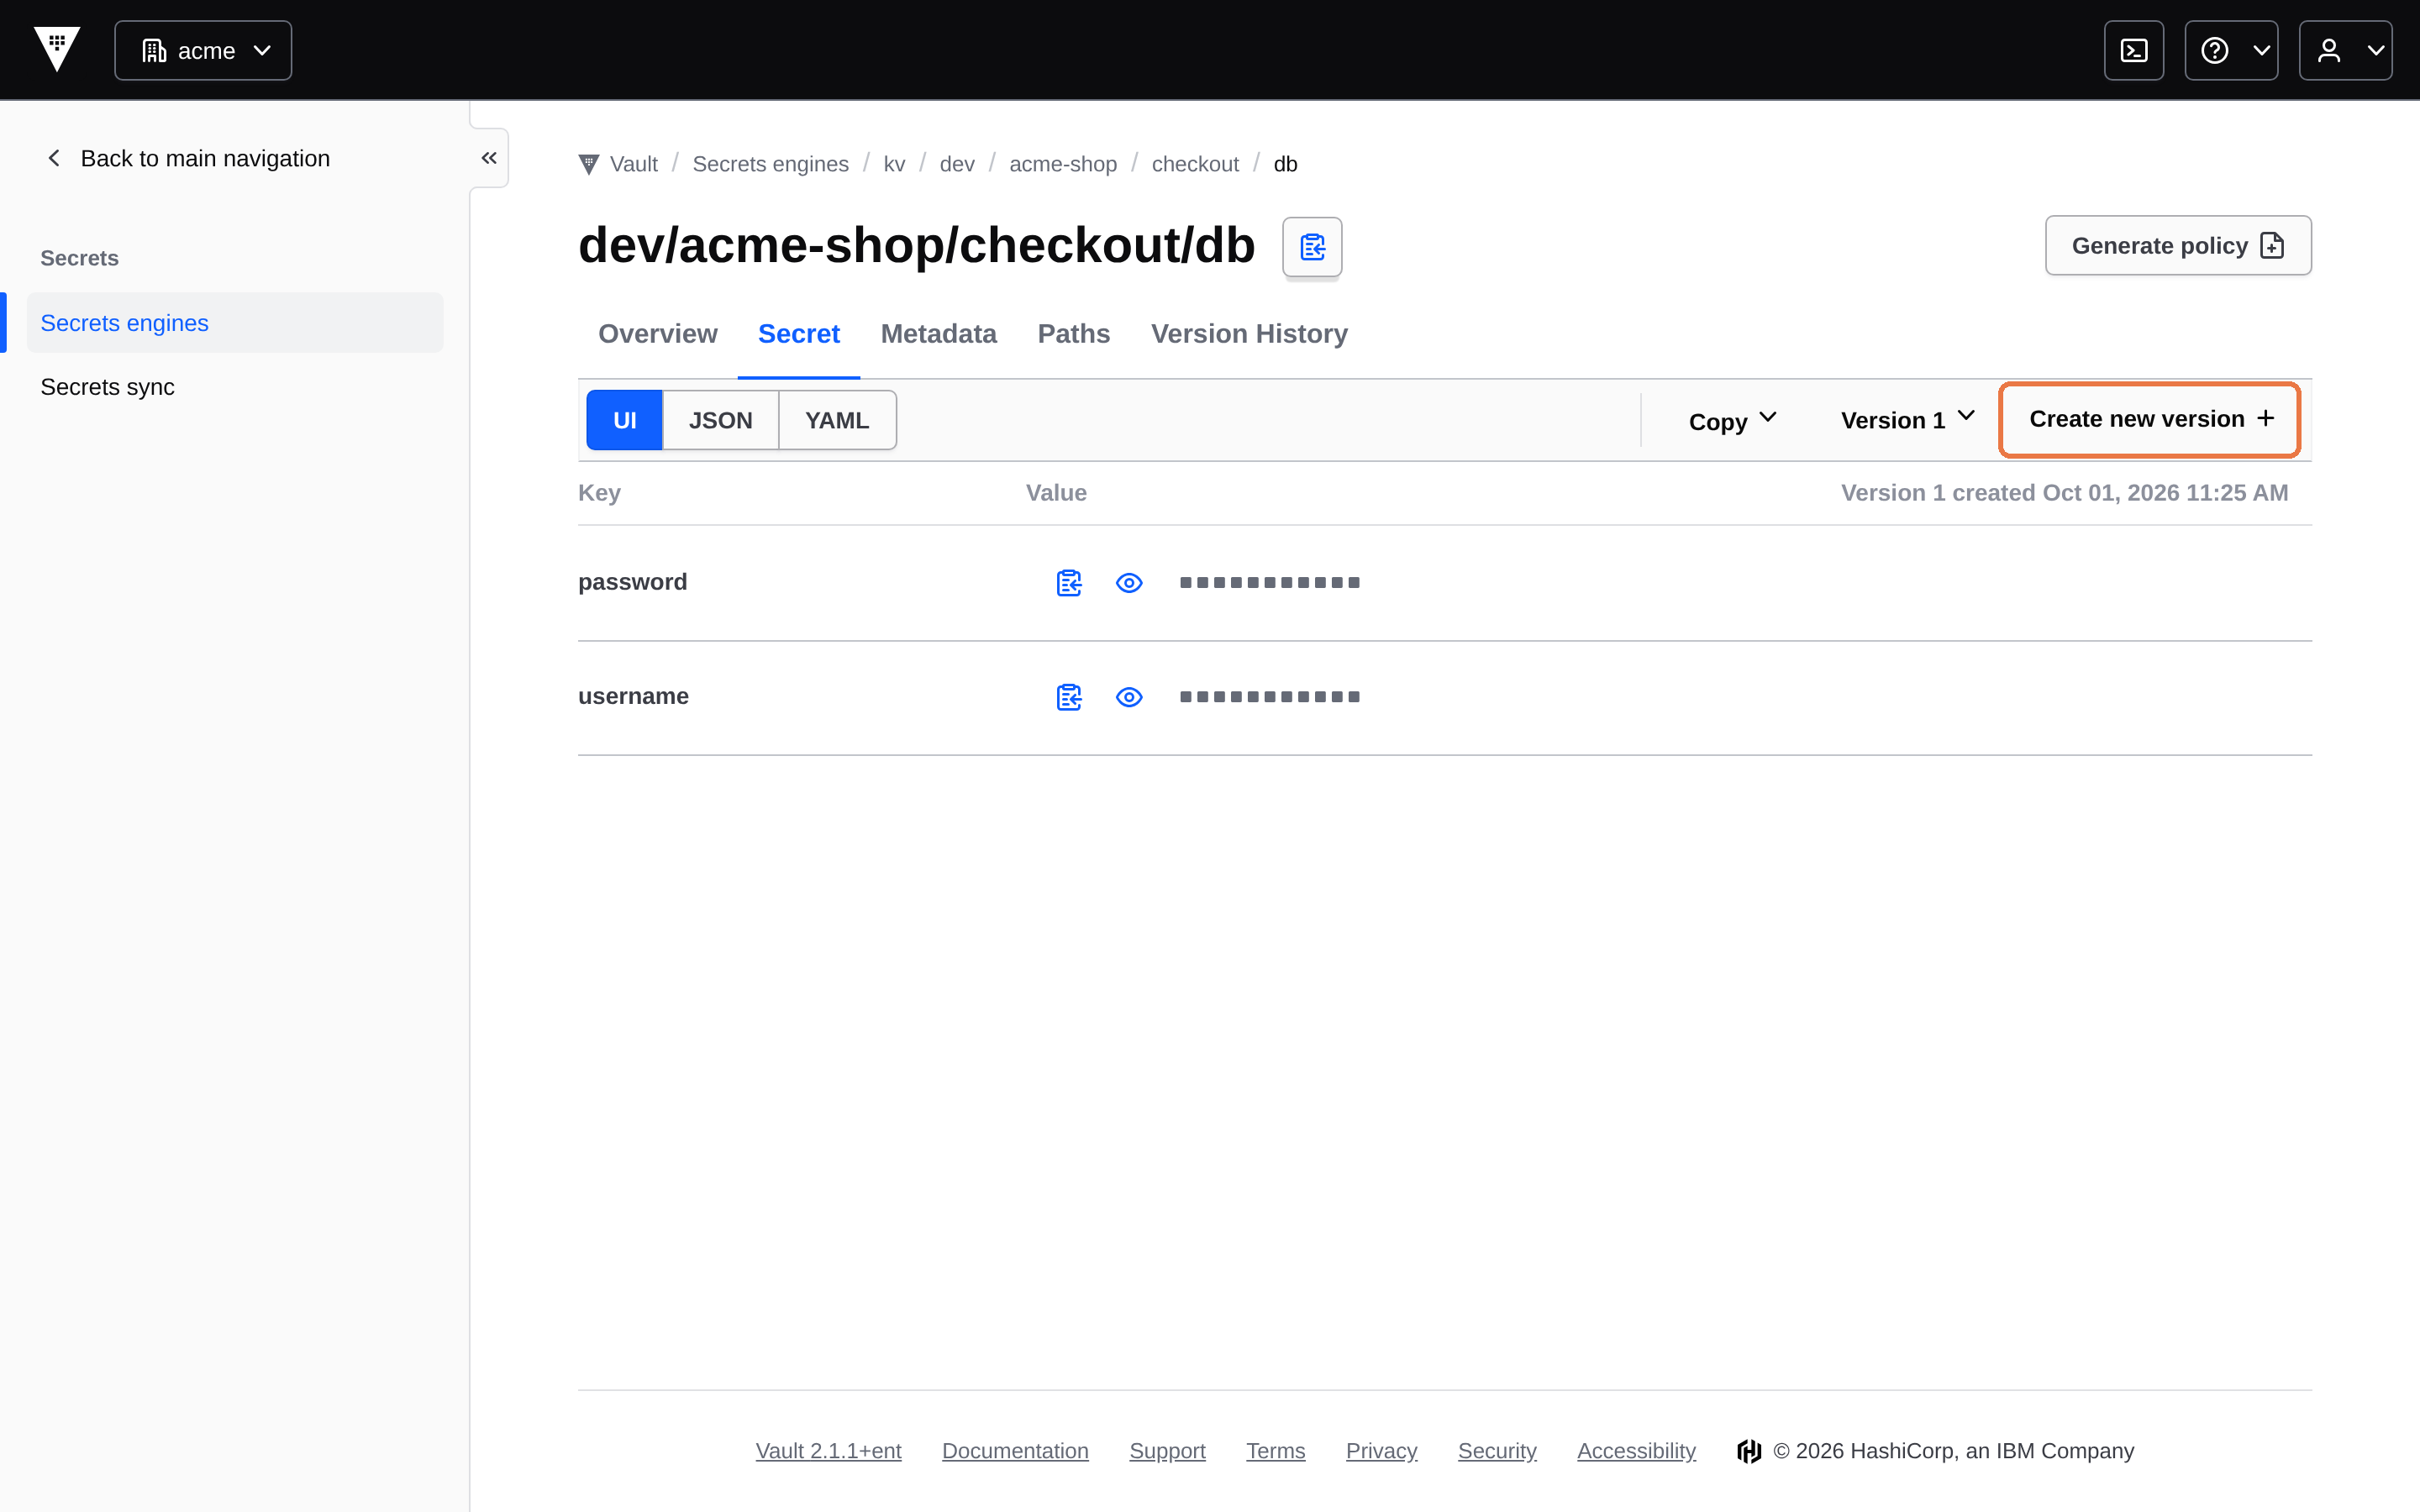 acme
Back to main navigation
Secrets
Secrets engines
Secrets sync
Vault / Secrets engines / kv / dev / acme-shop / checkout / db
dev/acme-shop/checkout/db
Generate policy
Overview Secret Metadata Paths Version History
UI JSON YAML Copy Version 1 Create new version +
Key Value Version 1 created Oct 01, 2026 11:25 AM
password
username
Vault 2.1.1+ent Documentation Support Terms Privacy Security Accessibility © 2026 HashiCorp, an IBM Company